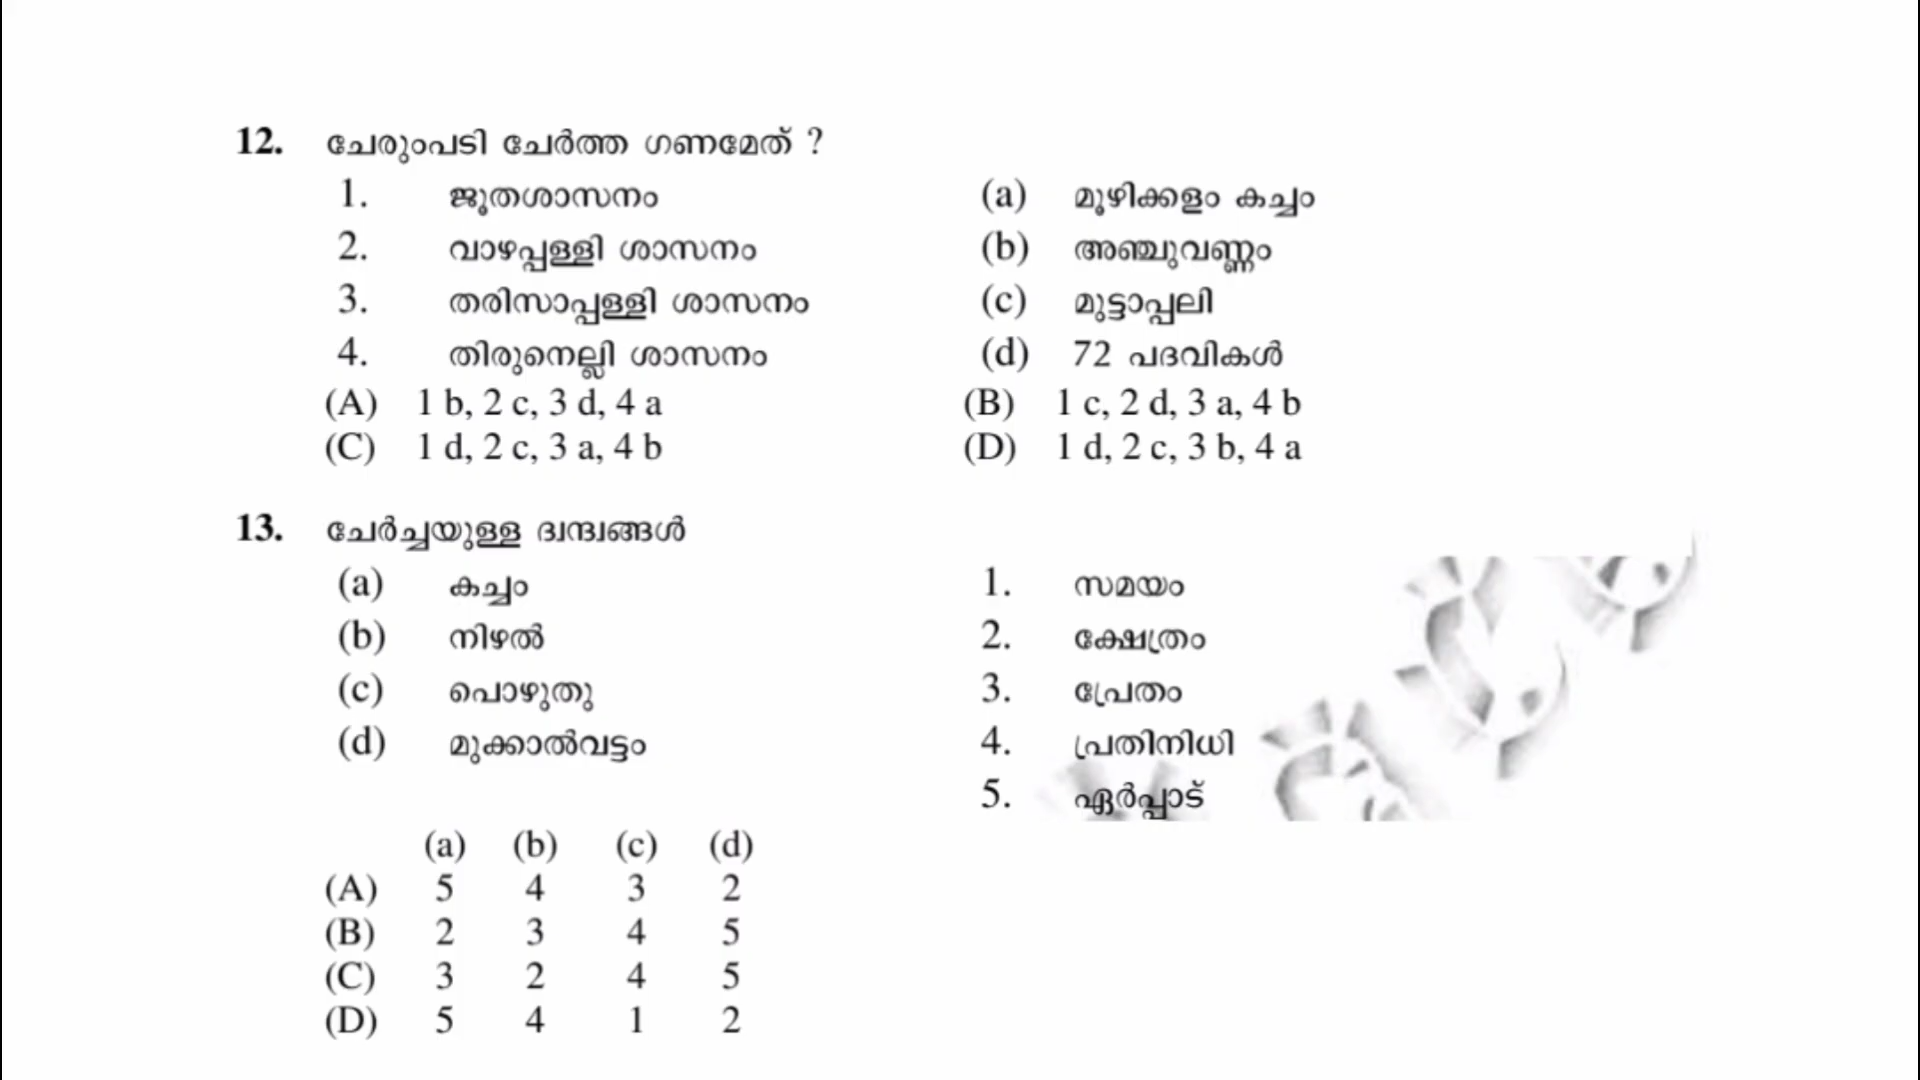 12. ചേരുംപടി ചേർത്ത ഗണമേത് ?
1. ജൂതശാസനം (a) മൂഴിക്കളം കച്ചം
2. വാഴപ്പള്ളി ശാസനം (b) അഞ്ചുവണ്ണം
3. തരിസാപ്പള്ളി ശാസനം (c) മുട്ടാപ്പലി
4. തിരുനെല്ലി ശാസനം (d) 72 പദവികൾ
(A) 1 b, 2 c, 3 d, 4 a (B) 1 c, 2 d, 3 a, 4 b
(C) 1 d, 2 c, 3 a, 4 b (D) 1 d, 2 c, 3 b, 4 a
13. ചേർച്ചയുള്ള ദ്വന്ദ്വങ്ങൾ
(a) കച്ചം 1. സമയം
(b) നിഴൽ 2. ക്ഷേത്രം
(c) പൊഴുതു 3. പ്രേതം
(d) മുക്കാൽവട്ടം 4. പ്രതിനിധി
5. ഏർപ്പാട്
(a) (b) (c) (d)
(A) 5 4 3 2
(B) 2 3 4 5
(C) 3 2 4 5
(D) 5 4 1 2